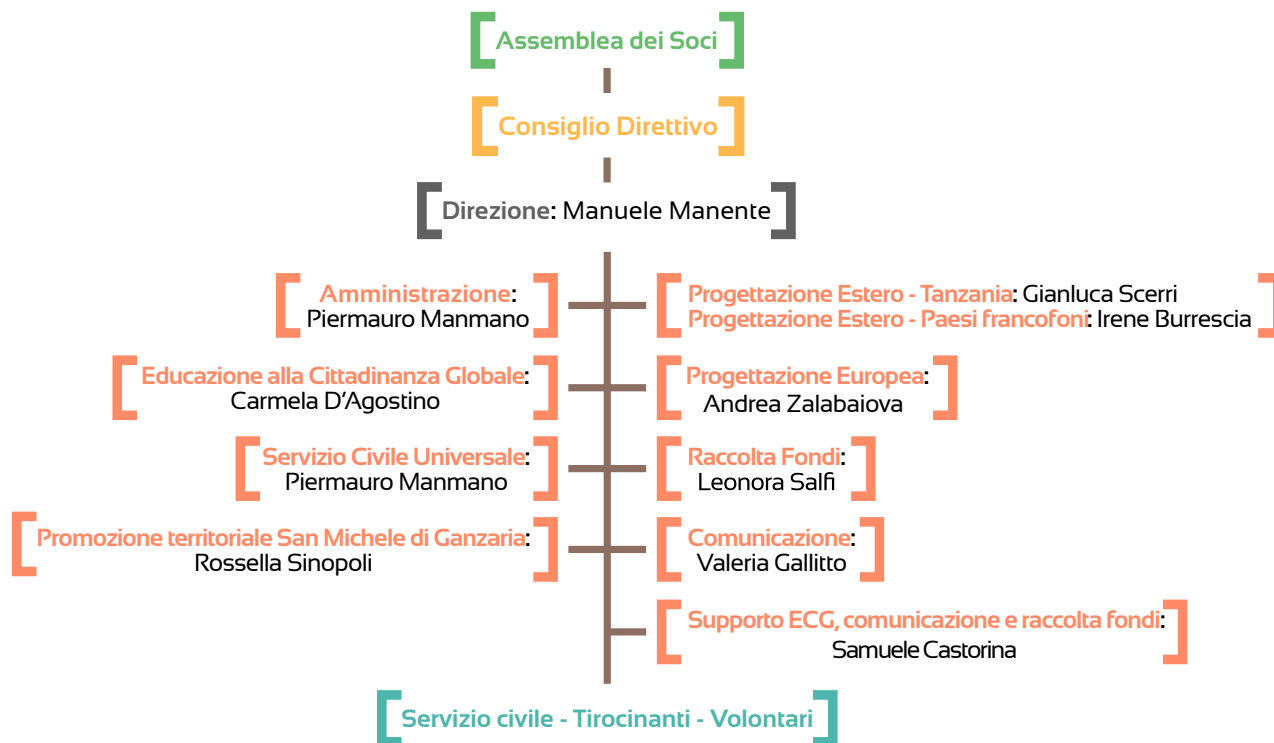 Assemblea dei Soci
Consiglio Direttivo
Direzione: Manuele Manente
Amministrazione:
Piermauro Manmano
Progettazione Estero - Tanzania: Gianluca Scerri
Progettazione Estero - Paesi francofoni: Irene Burrescia
Educazione alla Cittadinanza Globale:
Carmela D'Agostino
Progettazione Europea:
Andrea Zalabaiova
Servizio Civile Universale:
Piermauro Manmano
Raccolta Fondi:
Leonora Salfi
Promozione territoriale San Michele di Ganzaria:
Rossella Sinopoli
Comunicazione:
Valeria Gallitto
Supporto ECG, comunicazione e raccolta fondi:
Samuele Castorina
Servizio civile - Tirocinanti - Volontari